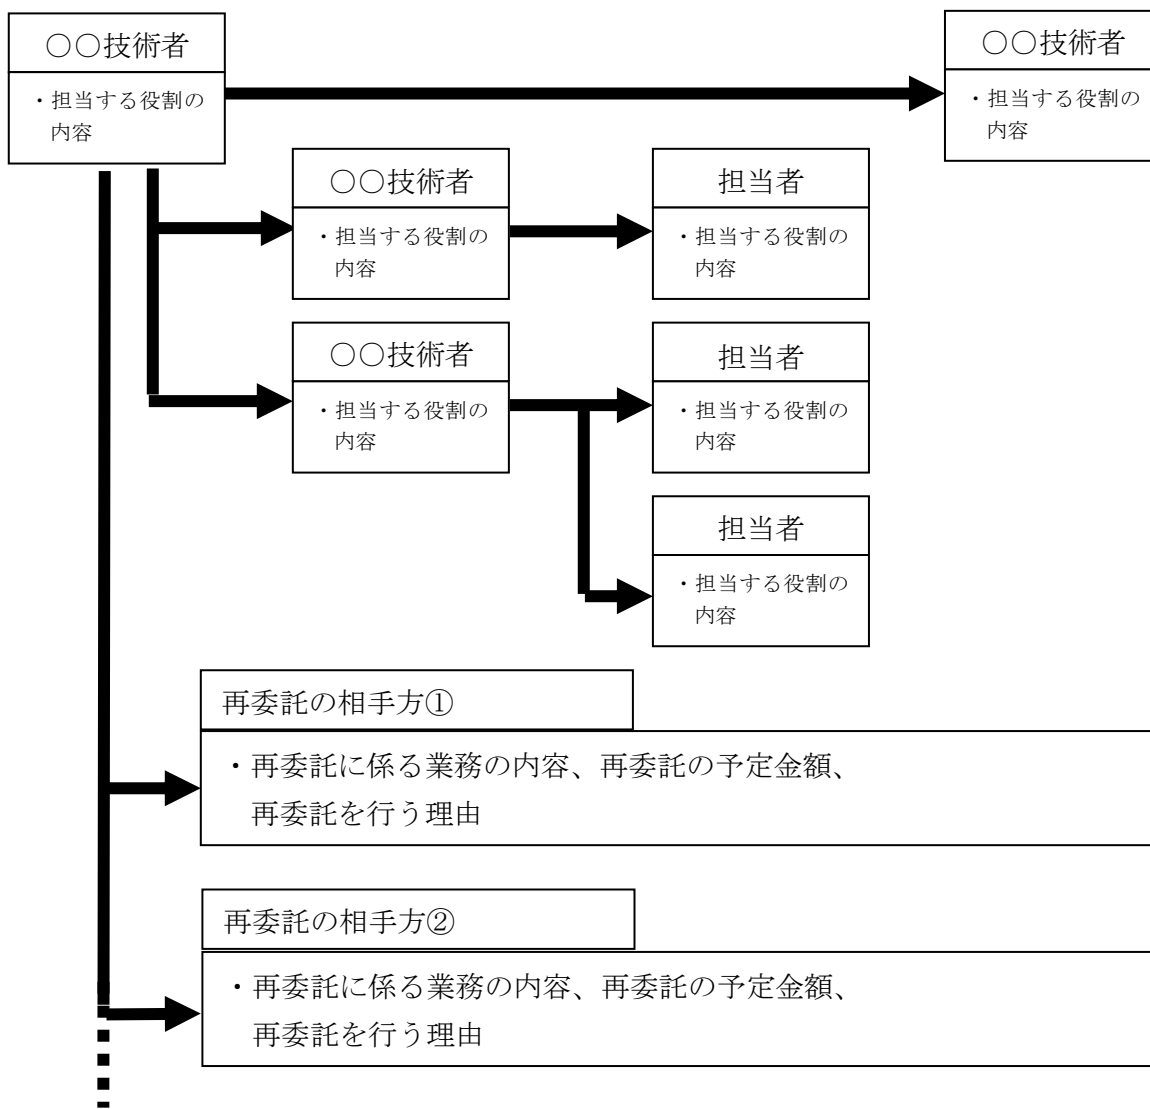 ○○技術者
・担当する役割の
内容
○○技術者
・担当する役割の
内容
○○技術者
・担当する役割の
内容
担当者
・担当する役割の
内容
○○技術者
・担当する役割の
内容
担当者
・担当する役割の
内容
担当者
・担当する役割の
内容
再委託の相手方①
・再委託に係る業務の内容、再委託の予定金額、
再委託を行う理由
再委託の相手方②
・再委託に係る業務の内容、再委託の予定金額、
再委託を行う理由